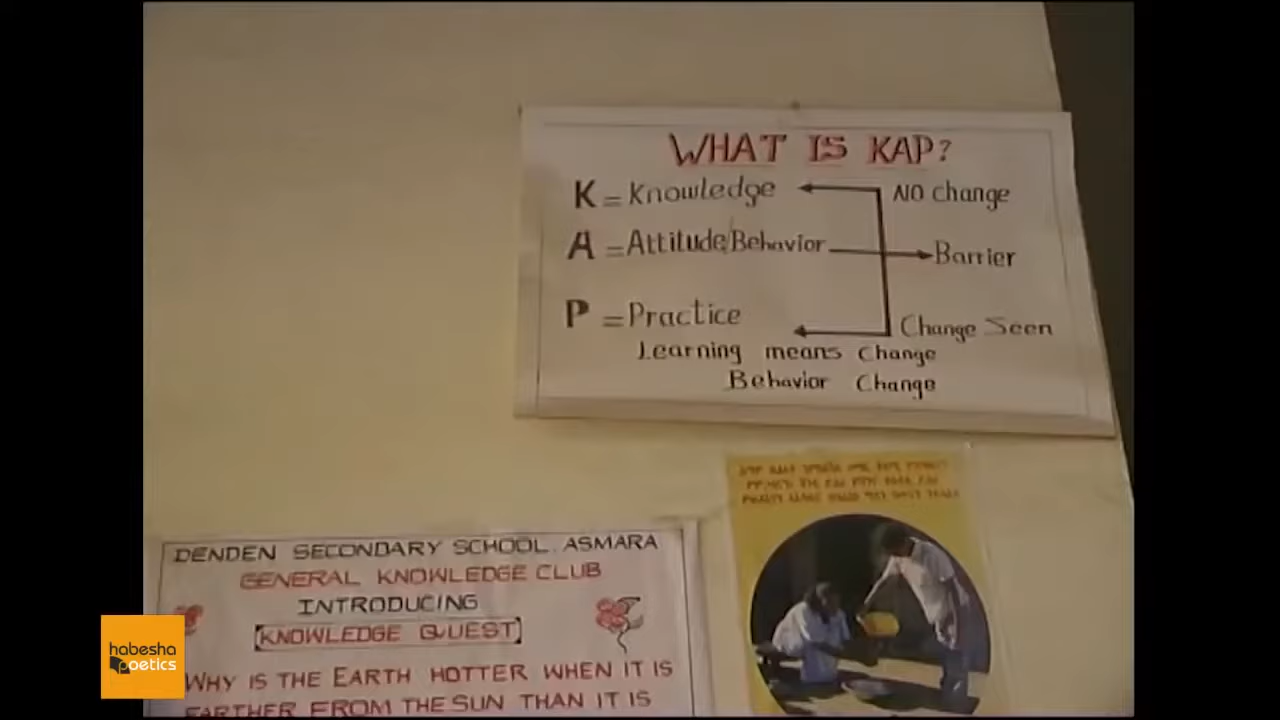 WHAT IS KAP?
K = Knowledge NO Change
A = Attitude/Behavior Barrier
P = Practice Change Seen
Learning means Change
Behavior Change
DENDEN SECONDARY SCHOOL. ASMARA
GENERAL KNOWLEDGE CLUB
INTRODUCING
KNOWLEDGE QUEST
WHY IS THE EARTH HOTTER WHEN IT IS
FARTHER FROM THE SUN THAN IT IS
habesha
poetics